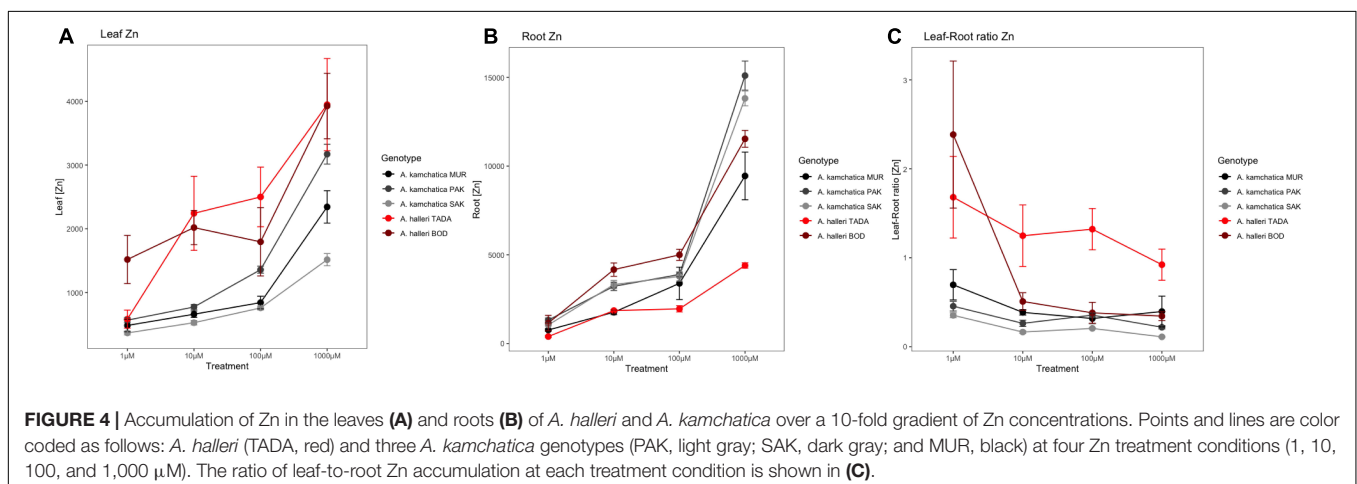 A Leaf Zn
Leaf [Zn]
4000
3000
2000
1000
1µM 10µM 100µM 1000µM
Treatment
Genotype
A. kamchatica MUR
A. kamchatica PAK
A. kamchatica SAK
A. halleri TADA
A. halleri BOD
B Root Zn
Root [Zn]
15000
10000
5000
0
1µM 10µM 100µM 1000µM
Treatment
Genotype
A. kamchatica MUR
A. kamchatica PAK
A. kamchatica SAK
A. halleri TADA
A. halleri BOD
C Leaf-Root ratio Zn
Leaf-Root ratio [Zn]
3
2
1
0
1µM 10µM 100µM 1000µM
Treatment
Genotype
A. kamchatica MUR
A. kamchatica PAK
A. kamchatica SAK
A. halleri TADA
A. halleri BOD
FIGURE 4 | Accumulation of Zn in the leaves (A) and roots (B) of A. halleri and A. kamchatica over a 10-fold gradient of Zn concentrations. Points and lines are color
coded as follows: A. halleri (TADA, red) and three A. kamchatica genotypes (PAK, light gray; SAK, dark gray; and MUR, black) at four Zn treatment conditions (1, 10,
100, and 1,000 µM). The ratio of leaf-to-root Zn accumulation at each treatment condition is shown in (C).